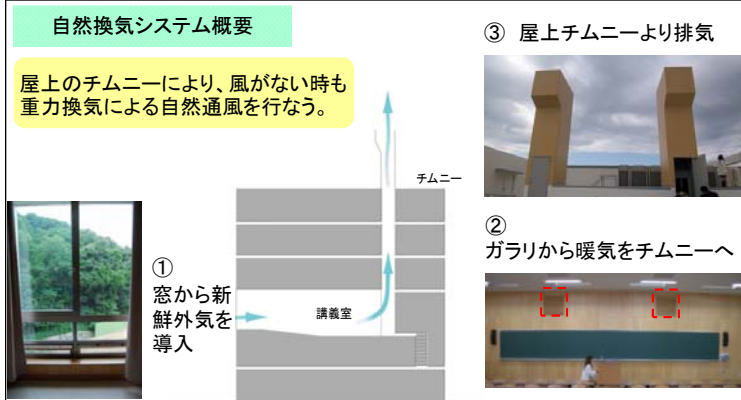 自然換気システム概要
屋上のチムニーにより、風がない時も
重力換気による自然通風を行なう。
チムニー
講義室
①
窓から新
鮮外気を
導入
③ 屋上チムニーより排気
②
ガラリから暖気をチムニーへ